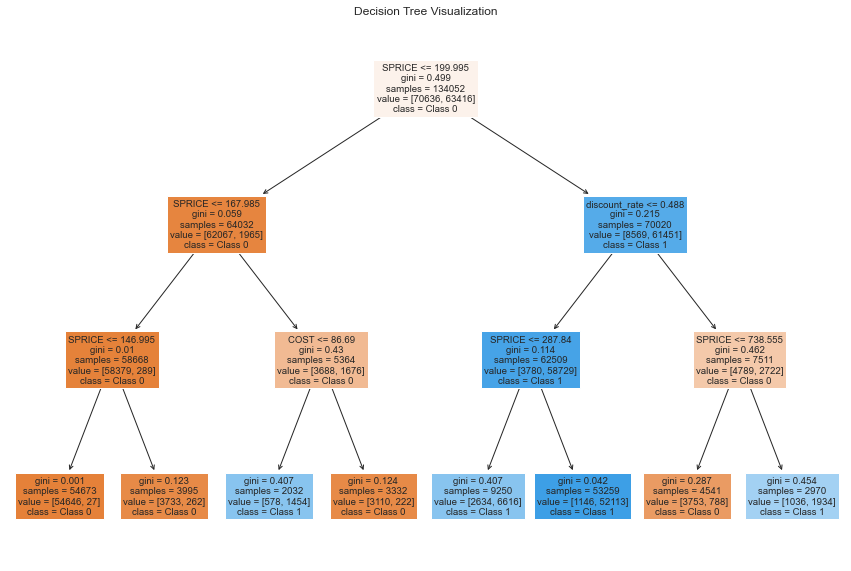 Decision Tree Visualization
SPRICE <= 199.995
gini = 0.499
samples = 134052
value = [70636, 63416]
class = Class 0
SPRICE <= 167.985
gini = 0.059
samples = 64032
value = [62067, 1965]
class = Class 0
discount_rate <= 0.488
gini = 0.215
samples = 70020
value = [8569, 61451]
class = Class 1
SPRICE <= 146.995
gini = 0.01
samples = 58668
value = [58379, 289]
class = Class 0
COST <= 86.69
gini = 0.43
samples = 5364
value = [3688, 1676]
class = Class 0
SPRICE <= 287.84
gini = 0.114
samples = 62509
value = [3780, 58729]
class = Class 1
SPRICE <= 738.555
gini = 0.462
samples = 7511
value = [4789, 2722]
class = Class 0
gini = 0.001
samples = 54673
value = [54646, 27]
class = Class 0
gini = 0.123
samples = 3995
value = [3733, 262]
class = Class 0
gini = 0.407
samples = 2032
value = [578, 1454]
class = Class 1
gini = 0.124
samples = 3332
value = [3110, 222]
class = Class 0
gini = 0.407
samples = 9250
value = [2634, 6616]
class = Class 1
gini = 0.042
samples = 53259
value = [1146, 52113]
class = Class 1
gini = 0.287
samples = 4541
value = [3753, 788]
class = Class 0
gini = 0.454
samples = 2970
value = [1036, 1934]
class = Class 1